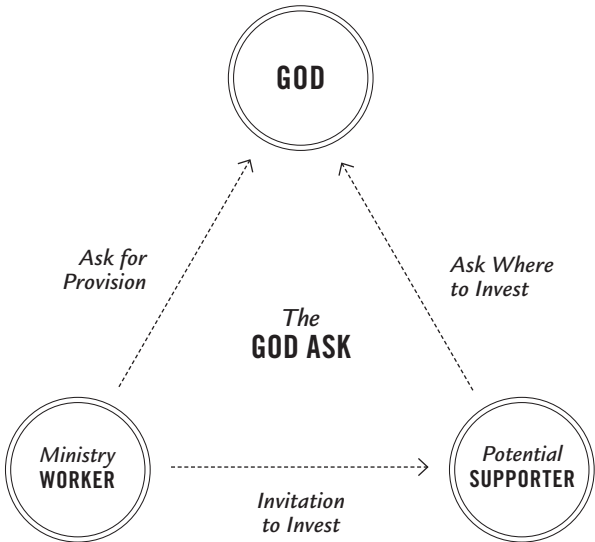 GOD
Ask for
Provision
Ask Where
to Invest
The
GOD ASK
Ministry
WORKER
Potential
SUPPORTER
Invitation
to Invest